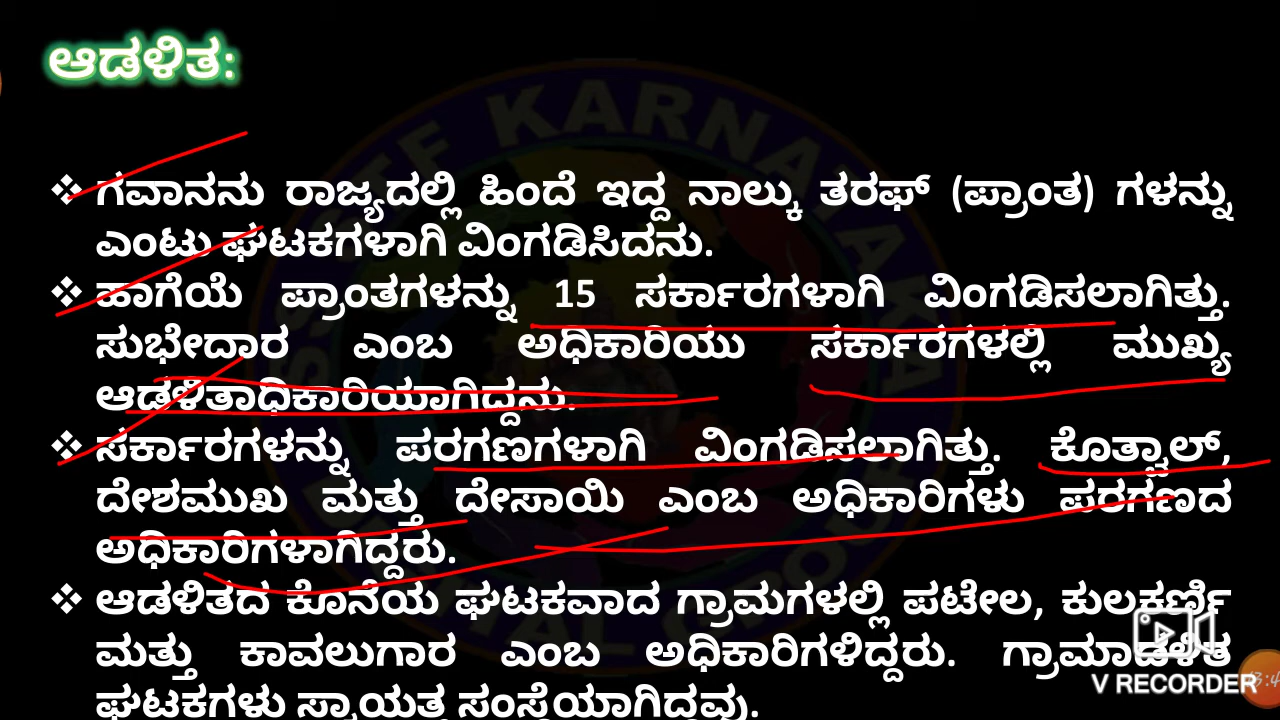 ಆಡಳಿತ:
❖ ಗವಾನನು ರಾಜ್ಯದಲ್ಲಿ ಹಿಂದೆ ಇದ್ದ ನಾಲ್ಕು ತರಫ್ (ಪ್ರಾಂತ) ಗಳನ್ನು
ಎಂಟು ಘಟಕಗಳಾಗಿ ವಿಂಗಡಿಸಿದನು.
❖ ಹಾಗೆಯೆ ಪ್ರಾಂತಗಳನ್ನು 15 ಸರ್ಕಾರಗಳಾಗಿ ವಿಂಗಡಿಸಲಾಗಿತ್ತು.
ಸುಭೇದಾರ ಎಂಬ ಅಧಿಕಾರಿಯು ಸರ್ಕಾರಗಳಲ್ಲಿ ಮುಖ್ಯ
ಆಡಳಿತಾಧಿಕಾರಿಯಾಗಿದ್ದನು.
❖ ಸರ್ಕಾರಗಳನ್ನು ಪರಗಣಗಳಾಗಿ ವಿಂಗಡಿಸಲಾಗಿತ್ತು. ಕೊತ್ವಾಲ್,
ದೇಶಮುಖ ಮತ್ತು ದೇಸಾಯಿ ಎಂಬ ಅಧಿಕಾರಿಗಳು ಪರಗಣದ
ಅಧಿಕಾರಿಗಳಾಗಿದ್ದರು.
❖ ಆಡಳಿತದ ಕೊನೆಯ ಘಟಕವಾದ ಗ್ರಾಮಗಳಲ್ಲಿ ಪಟೇಲ, ಕುಲಕರ್ಣಿ
ಮತ್ತು ಕಾವಲುಗಾರ ಎಂಬ ಅಧಿಕಾರಿಗಳಿದ್ದರು. ಗ್ರಾಮಾಡಳಿತ
ಘಟಕಗಳು ಸ್ವಾಯತ್ತ ಸಂಸ್ಥೆಯಾಗಿದ್ದವು.
KARNATAKA
V RECORDER